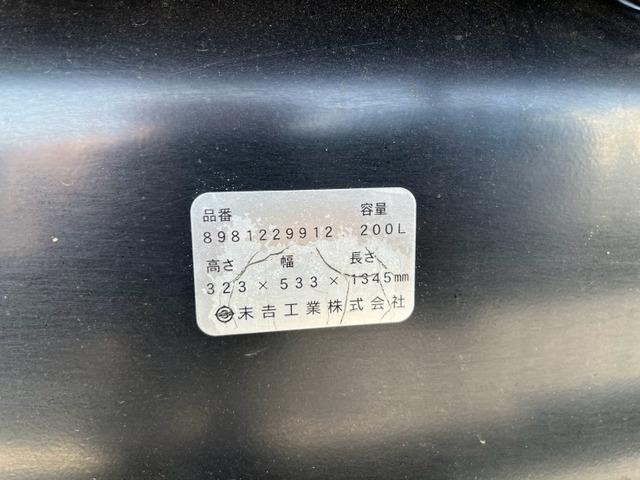 品番 容量
8981229912 200L
高さ 幅 長さ
323×533×1345mm
末吉工業株式会社